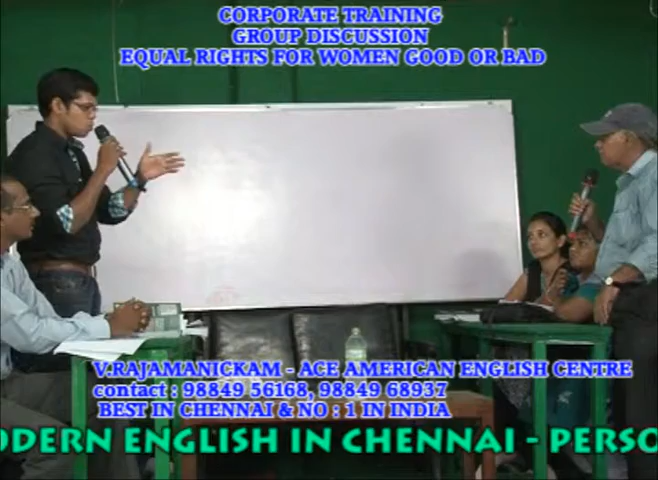 CORPORATE TRAINING
GROUP DISCUSSION
EQUAL RIGHTS FOR WOMEN GOOD OR BAD
V.RAJAMANICKAM - ACE AMERICAN ENGLISH CENTRE
contact : 98849 56168, 98849 68937
BEST IN CHENNAI & NO : 1 IN INDIA
ODERN ENGLISH IN CHENNAI - PERSO